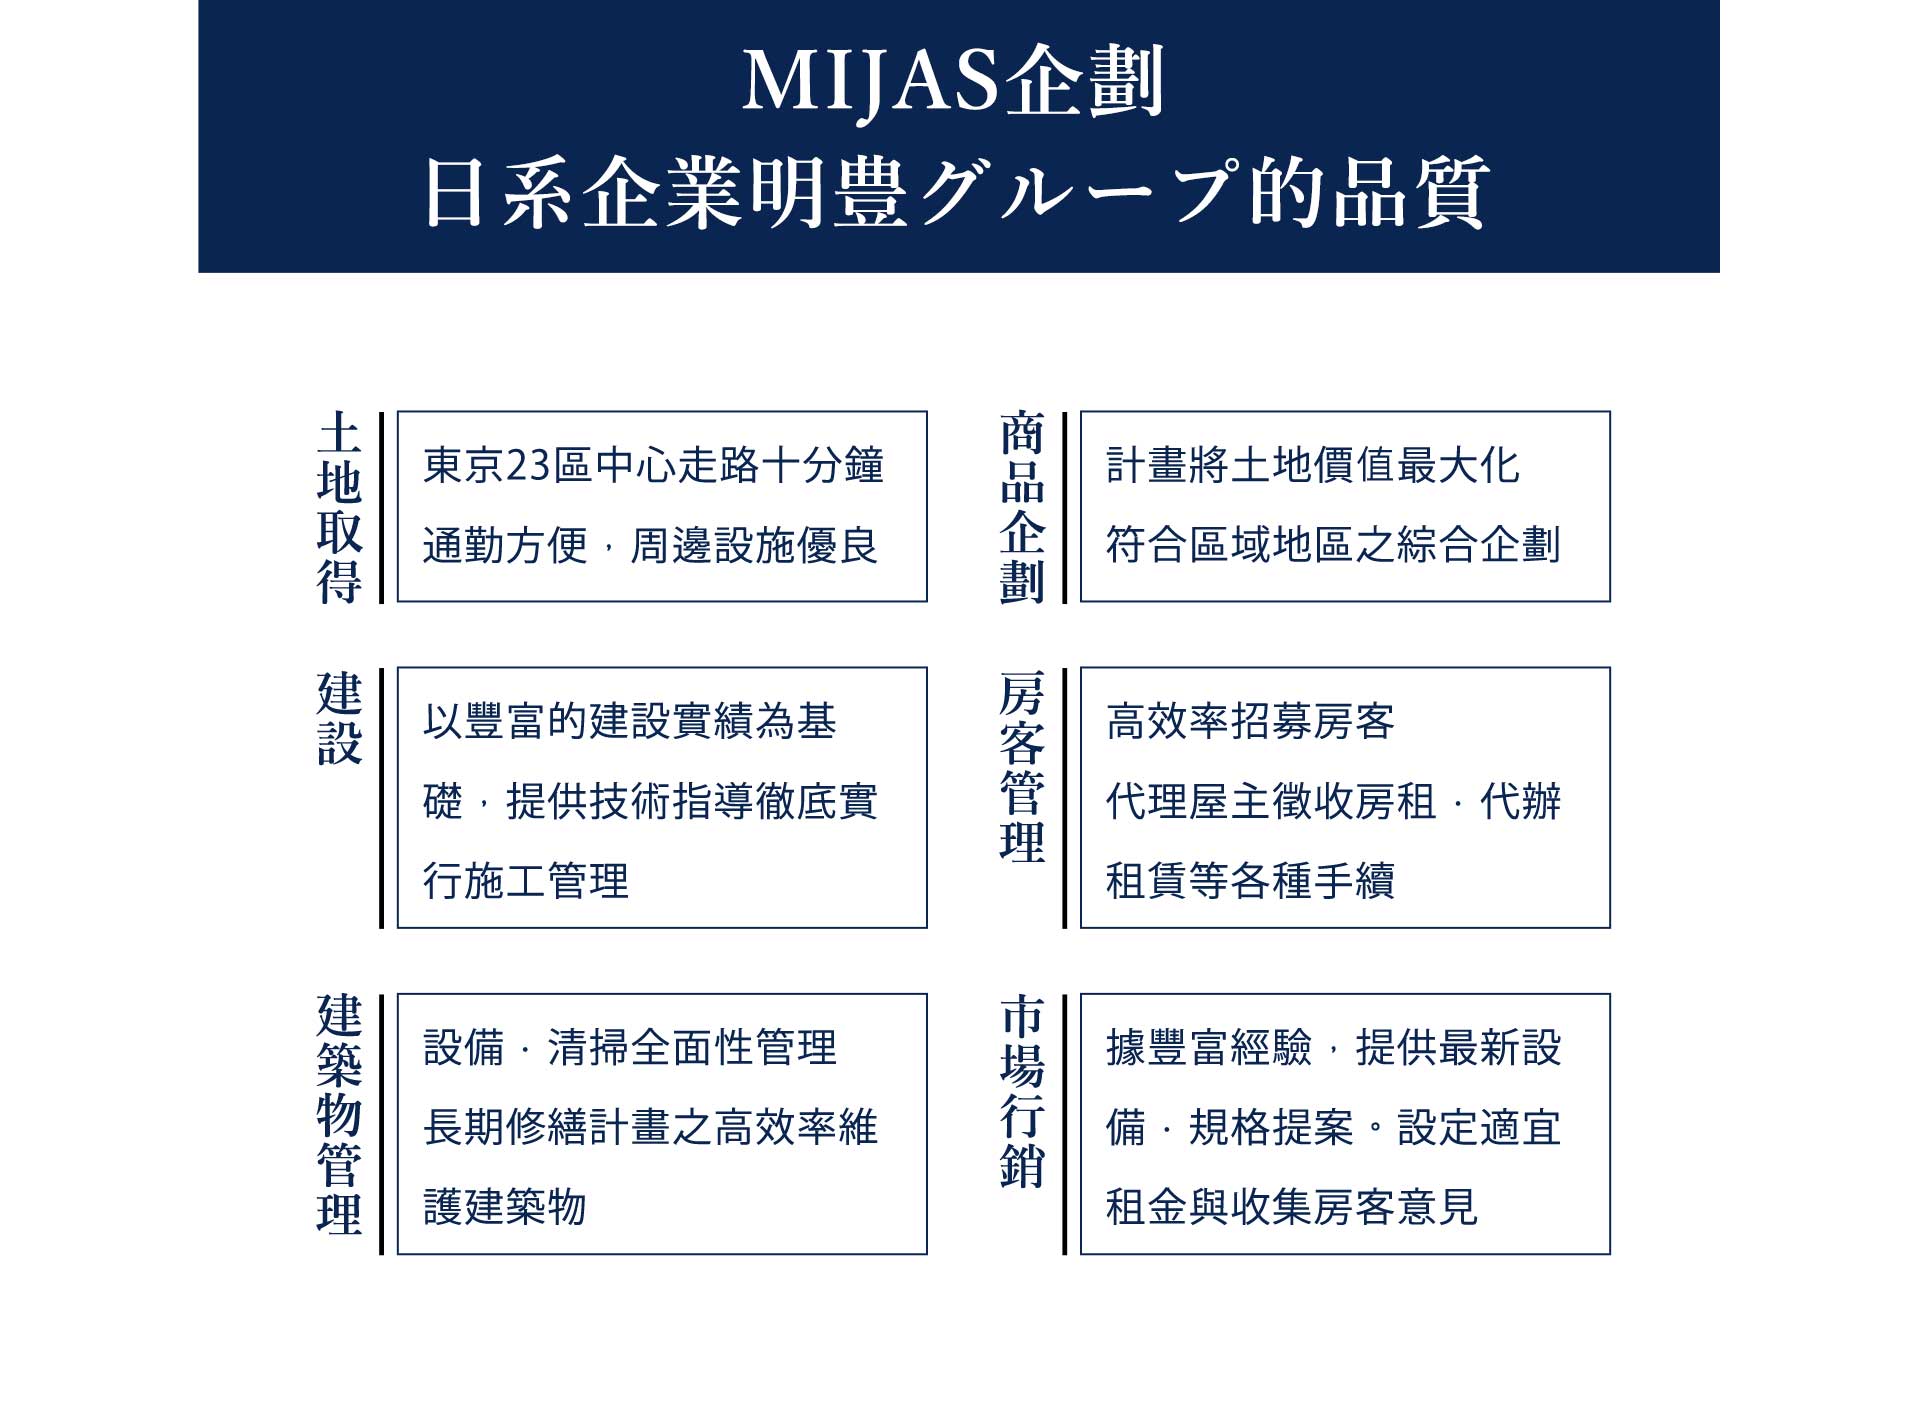 MIJAS企劃
日系企業明豊グループ的品質
土地取得
東京23區中心走路十分鐘
通勤方便，周邊設施優良
商品企劃
計畫將土地價值最大化
符合區域地區之綜合企劃
建設
以豐富的建設實績為基
礎，提供技術指導徹底實
行施工管理
房客管理
高效率招募房客
代理屋主徵收房租．代辦
租賃等各種手續
建築物管理
設備．清掃全面性管理
長期修繕計畫之高效率維
護建築物
市場行銷
據豐富經驗，提供最新設
備．規格提案。設定適宜
租金與收集房客意見